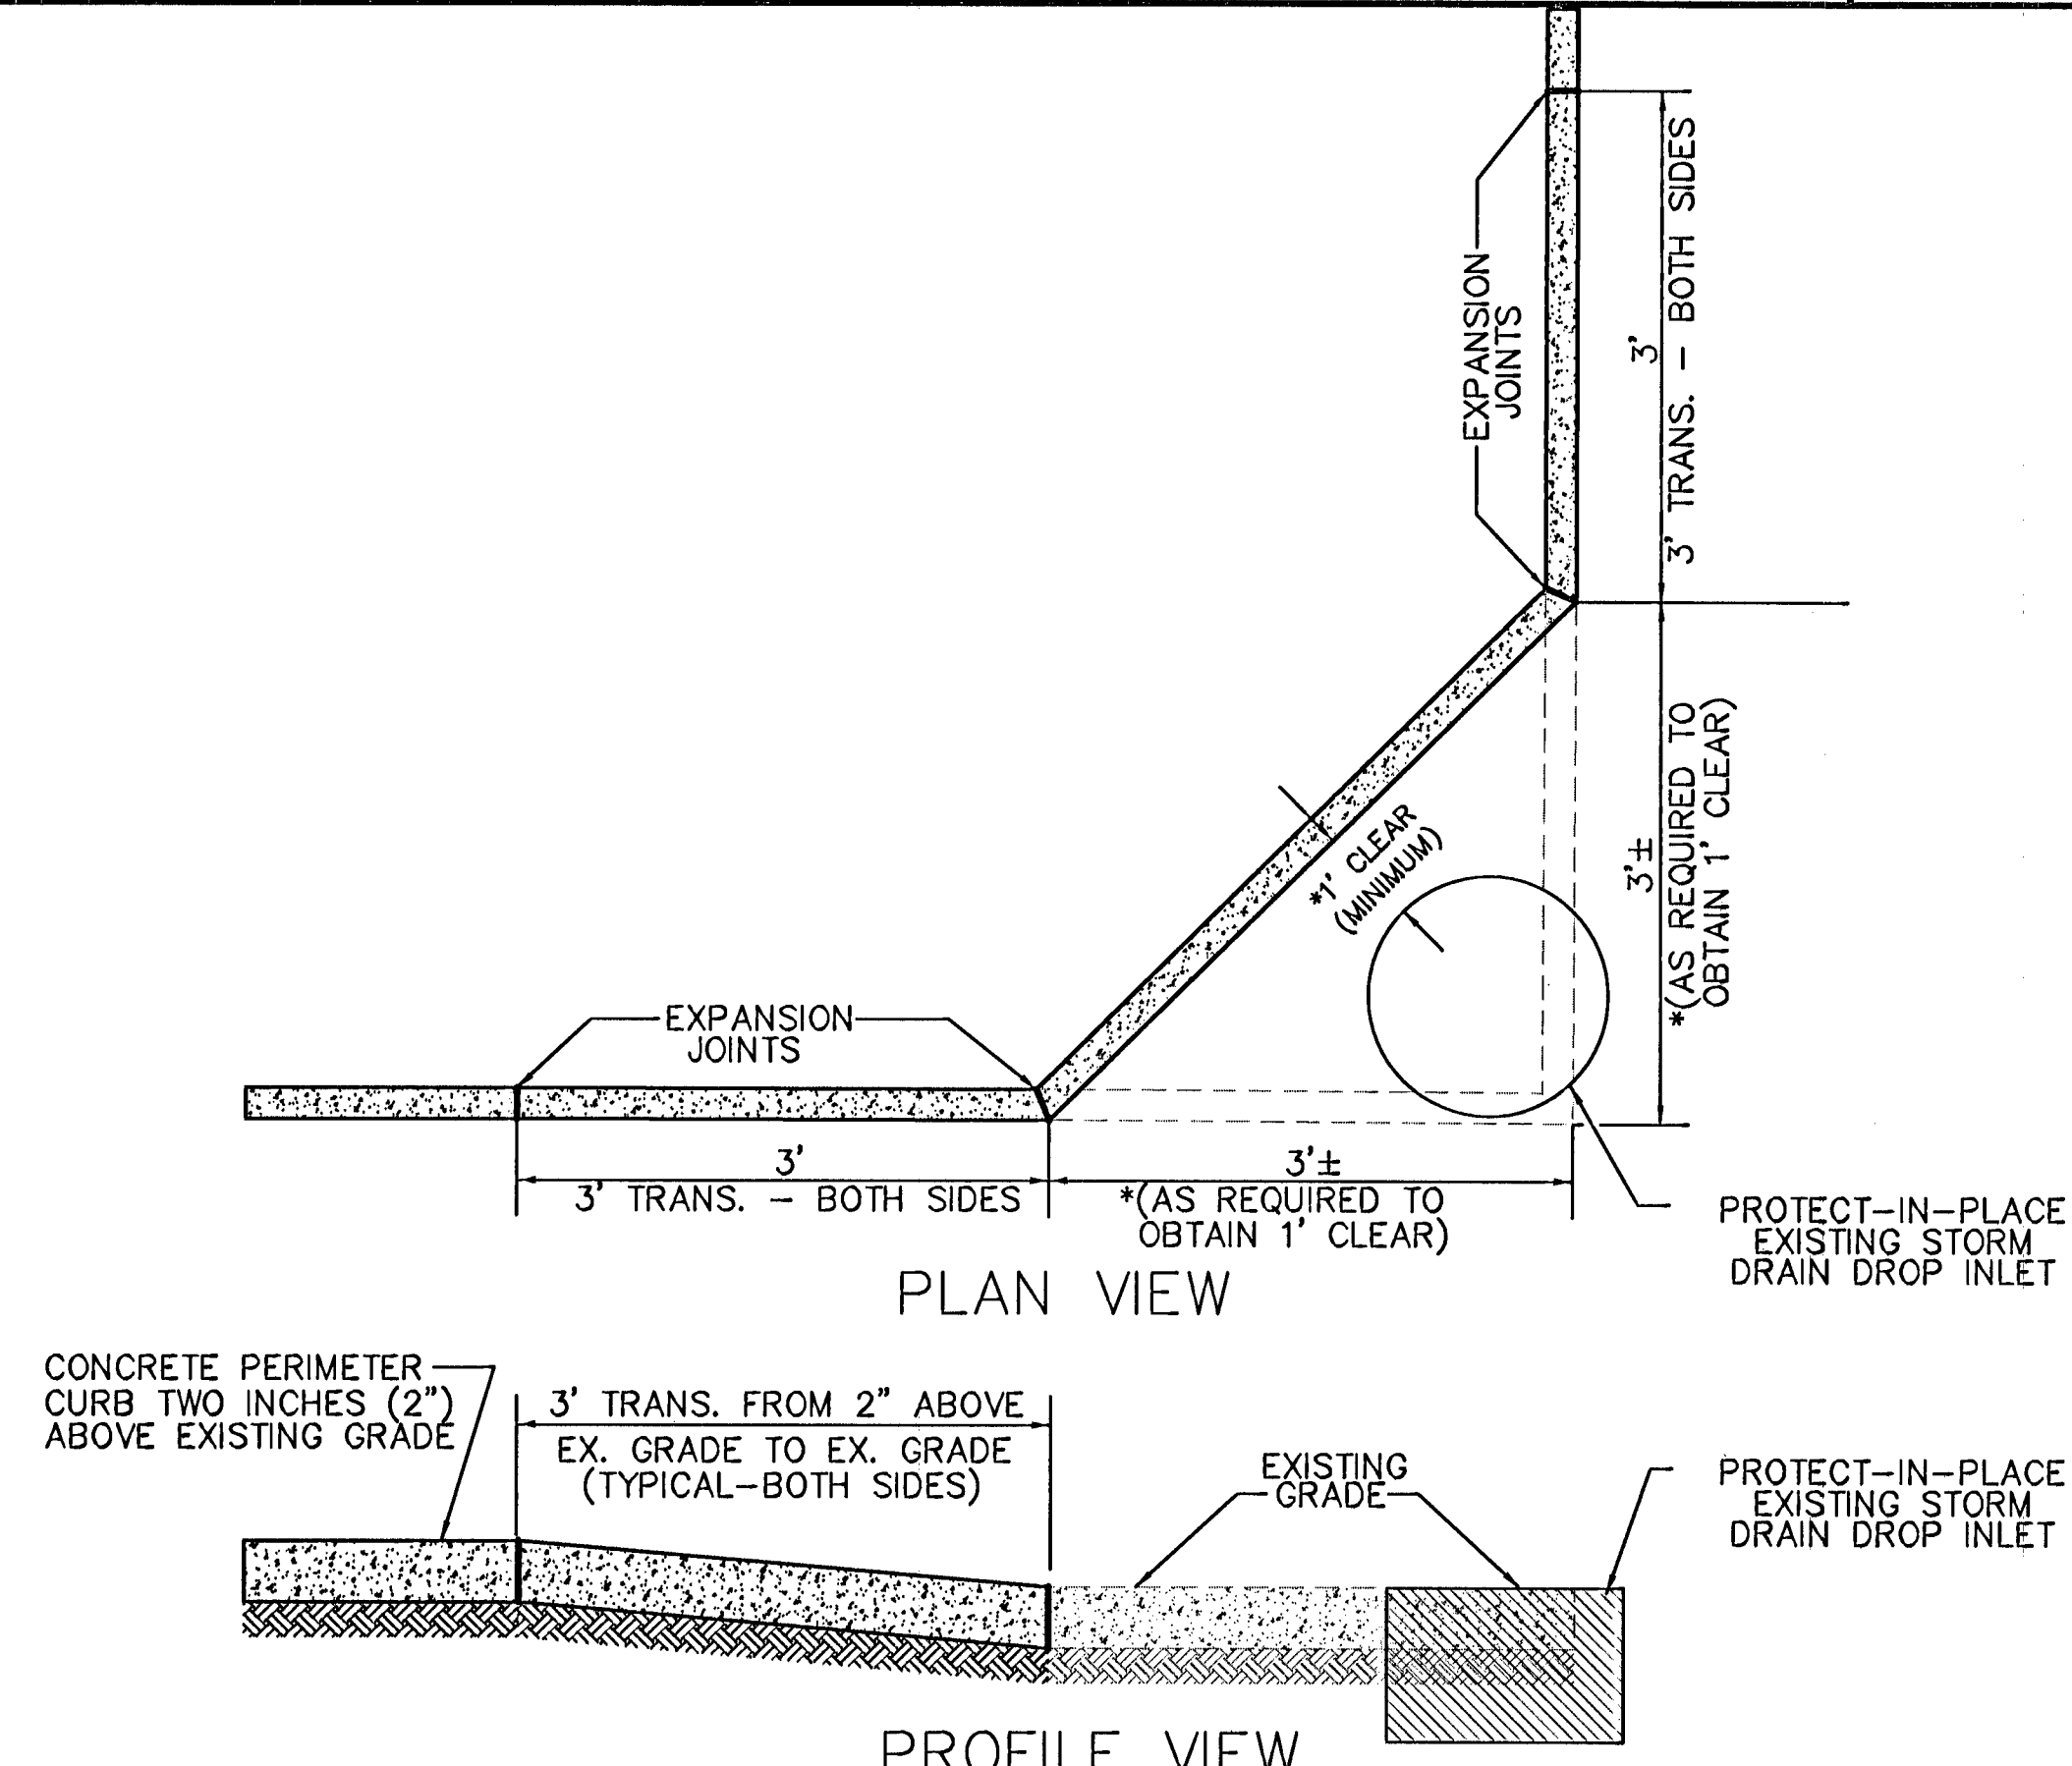 EXPANSION
JOINTS
3'
3' TRANS. - BOTH SIDES
3'±
*(AS REQUIRED TO
OBTAIN 1' CLEAR)
*1' CLEAR
(MINIMUM)
EXPANSION
JOINTS
3'
3' TRANS. - BOTH SIDES
3'±
*(AS REQUIRED TO
OBTAIN 1' CLEAR)
PROTECT-IN-PLACE
EXISTING STORM
DRAIN DROP INLET
PLAN VIEW
CONCRETE PERIMETER
CURB TWO INCHES (2")
ABOVE EXISTING GRADE
3' TRANS. FROM 2" ABOVE
EX. GRADE TO EX. GRADE
(TYPICAL-BOTH SIDES)
EXISTING
GRADE
PROTECT-IN-PLACE
EXISTING STORM
DRAIN DROP INLET
PROFILE VIEW